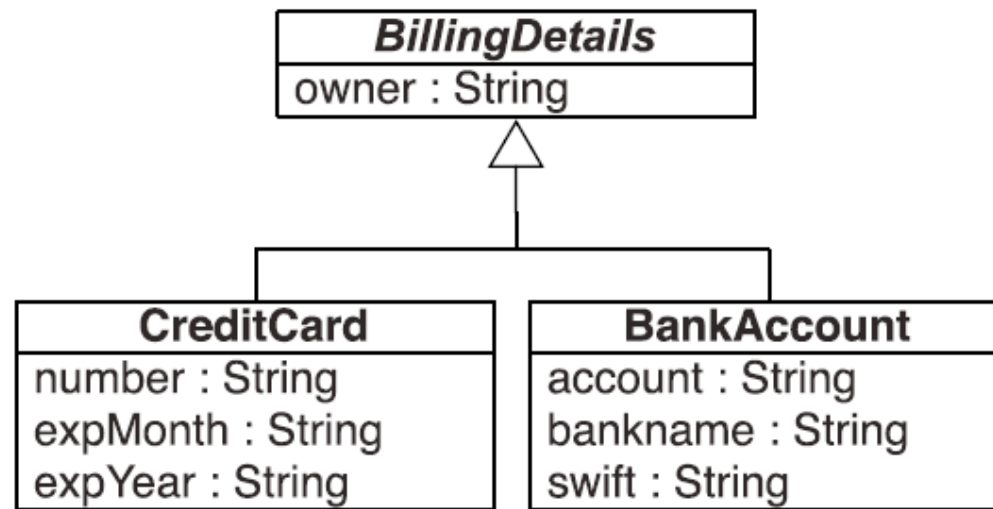 BillingDetails
owner : String
CreditCard
number : String
expMonth : String
expYear : String
BankAccount
account : String
bankname : String
swift : String